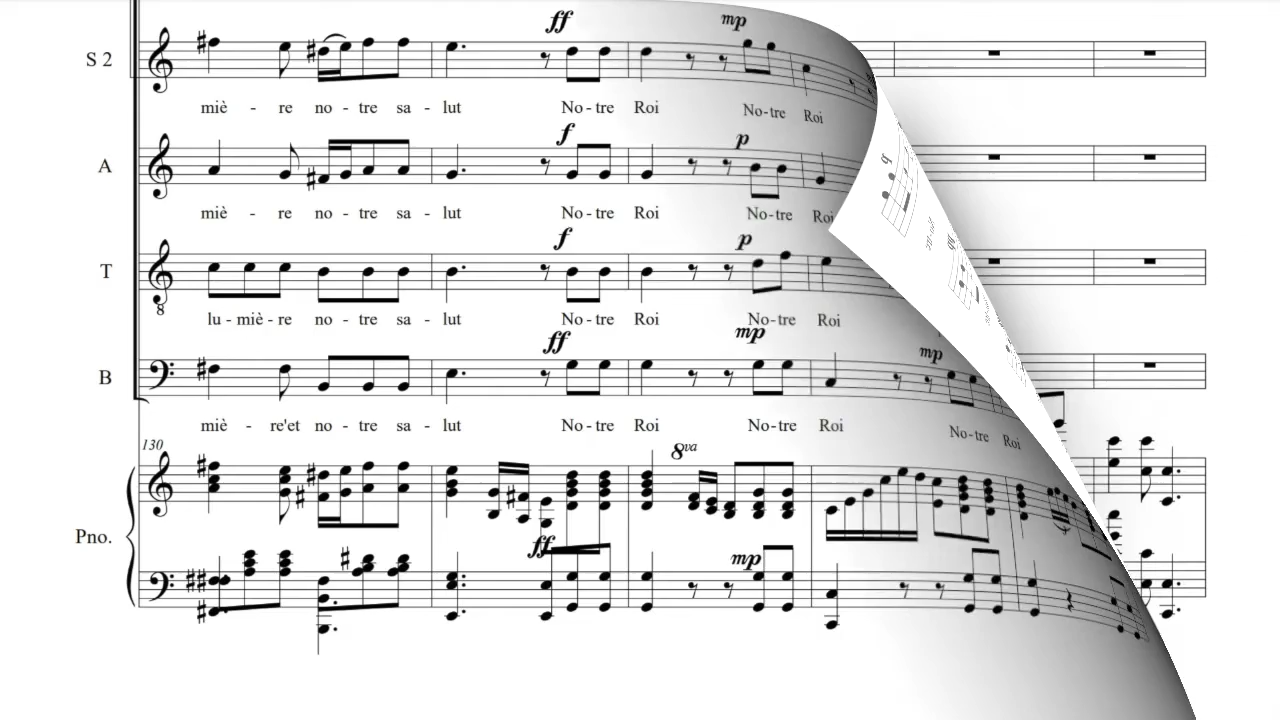 ff mp
S 2
miè - re no - tre sa - lut No - tre Roi No - tre Roi
f p
A
miè - re no - tre sa - lut No - tre Roi No - tre Roi
f p
T
8
lu - miè - re no - tre sa - lut No - tre Roi No - tre Roi
ff mp mp
B
miè - re'et no - tre sa - lut No - tre Roi No - tre Roi No - tre Roi
130 8va
Pno.
ff mp